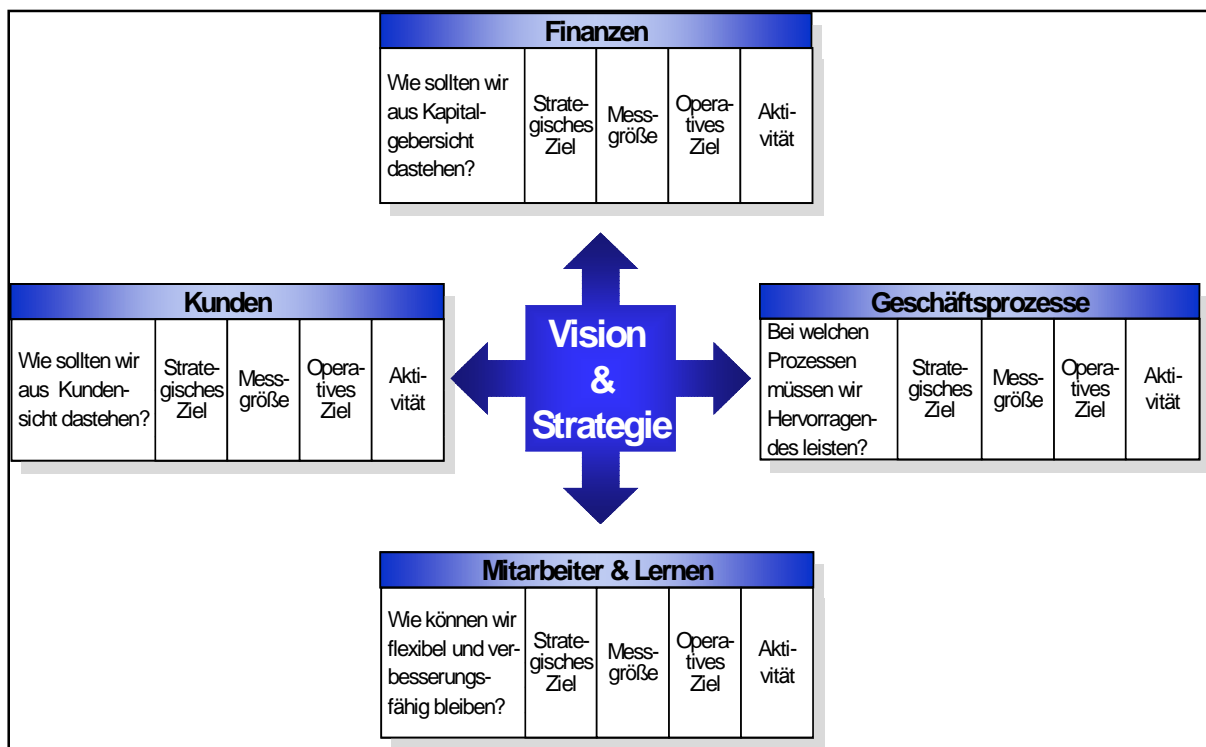 Finanzen
Wie sollten wir
aus Kapital-
gebersicht
dastehen?
Strate-
gisches
Ziel
Mess-
größe
Opera-
tives
Ziel
Akti-
vität
Kunden
Wie sollten wir
aus Kunden-
sicht dastehen?
Strate-
gisches
Ziel
Mess-
größe
Opera-
tives
Ziel
Akti-
vität
Vision
&
Strategie
Geschäftsprozesse
Bei welchen
Prozessen
müssen wir
Hervorragen-
des leisten?
Strate-
gisches
Ziel
Mess-
größe
Opera-
tives
Ziel
Akti-
vität
Mitarbeiter & Lernen
Wie können wir
flexibel und ver-
besserungs-
fähig bleiben?
Strate-
gisches
Ziel
Mess-
größe
Opera-
tives
Ziel
Akti-
vität